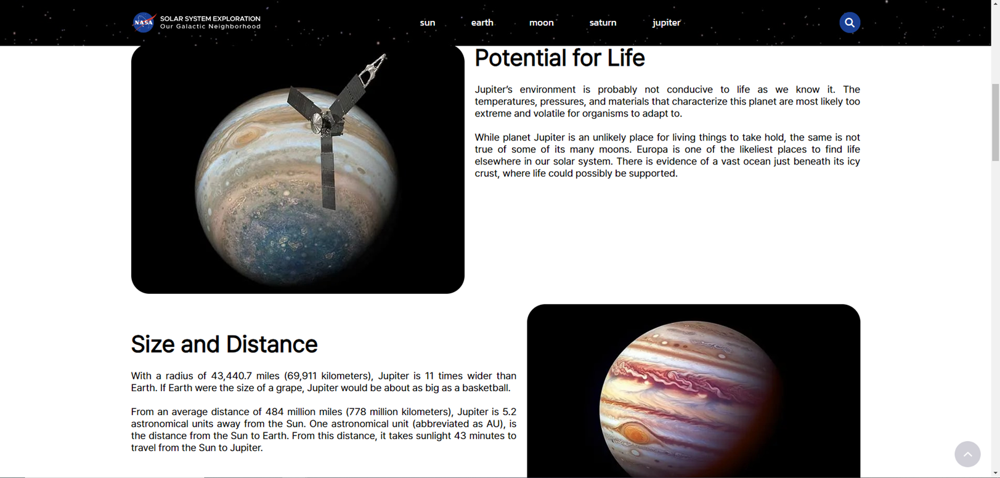 NASA
SOLAR SYSTEM EXPLORATION
Our Galactic Neighborhood
sun
earth
moon
saturn
jupiter
Potential for Life
Jupiter’s environment is probably not conducive to life as we know it. The
temperatures, pressures, and materials that characterize this planet are most likely too
extreme and volatile for organisms to adapt to.
While planet Jupiter is an unlikely place for living things to take hold, the same is not
true of some of its many moons. Europa is one of the likeliest places to find life
elsewhere in our solar system. There is evidence of a vast ocean just beneath its icy
crust, where life could possibly be supported.
Size and Distance
With a radius of 43,440.7 miles (69,911 kilometers), Jupiter is 11 times wider than
Earth. If Earth were the size of a grape, Jupiter would be about as big as a basketball.
From an average distance of 484 million miles (778 million kilometers), Jupiter is 5.2
astronomical units away from the Sun. One astronomical unit (abbreviated as AU), is
the distance from the Sun to Earth. From this distance, it takes sunlight 43 minutes to
travel from the Sun to Jupiter.